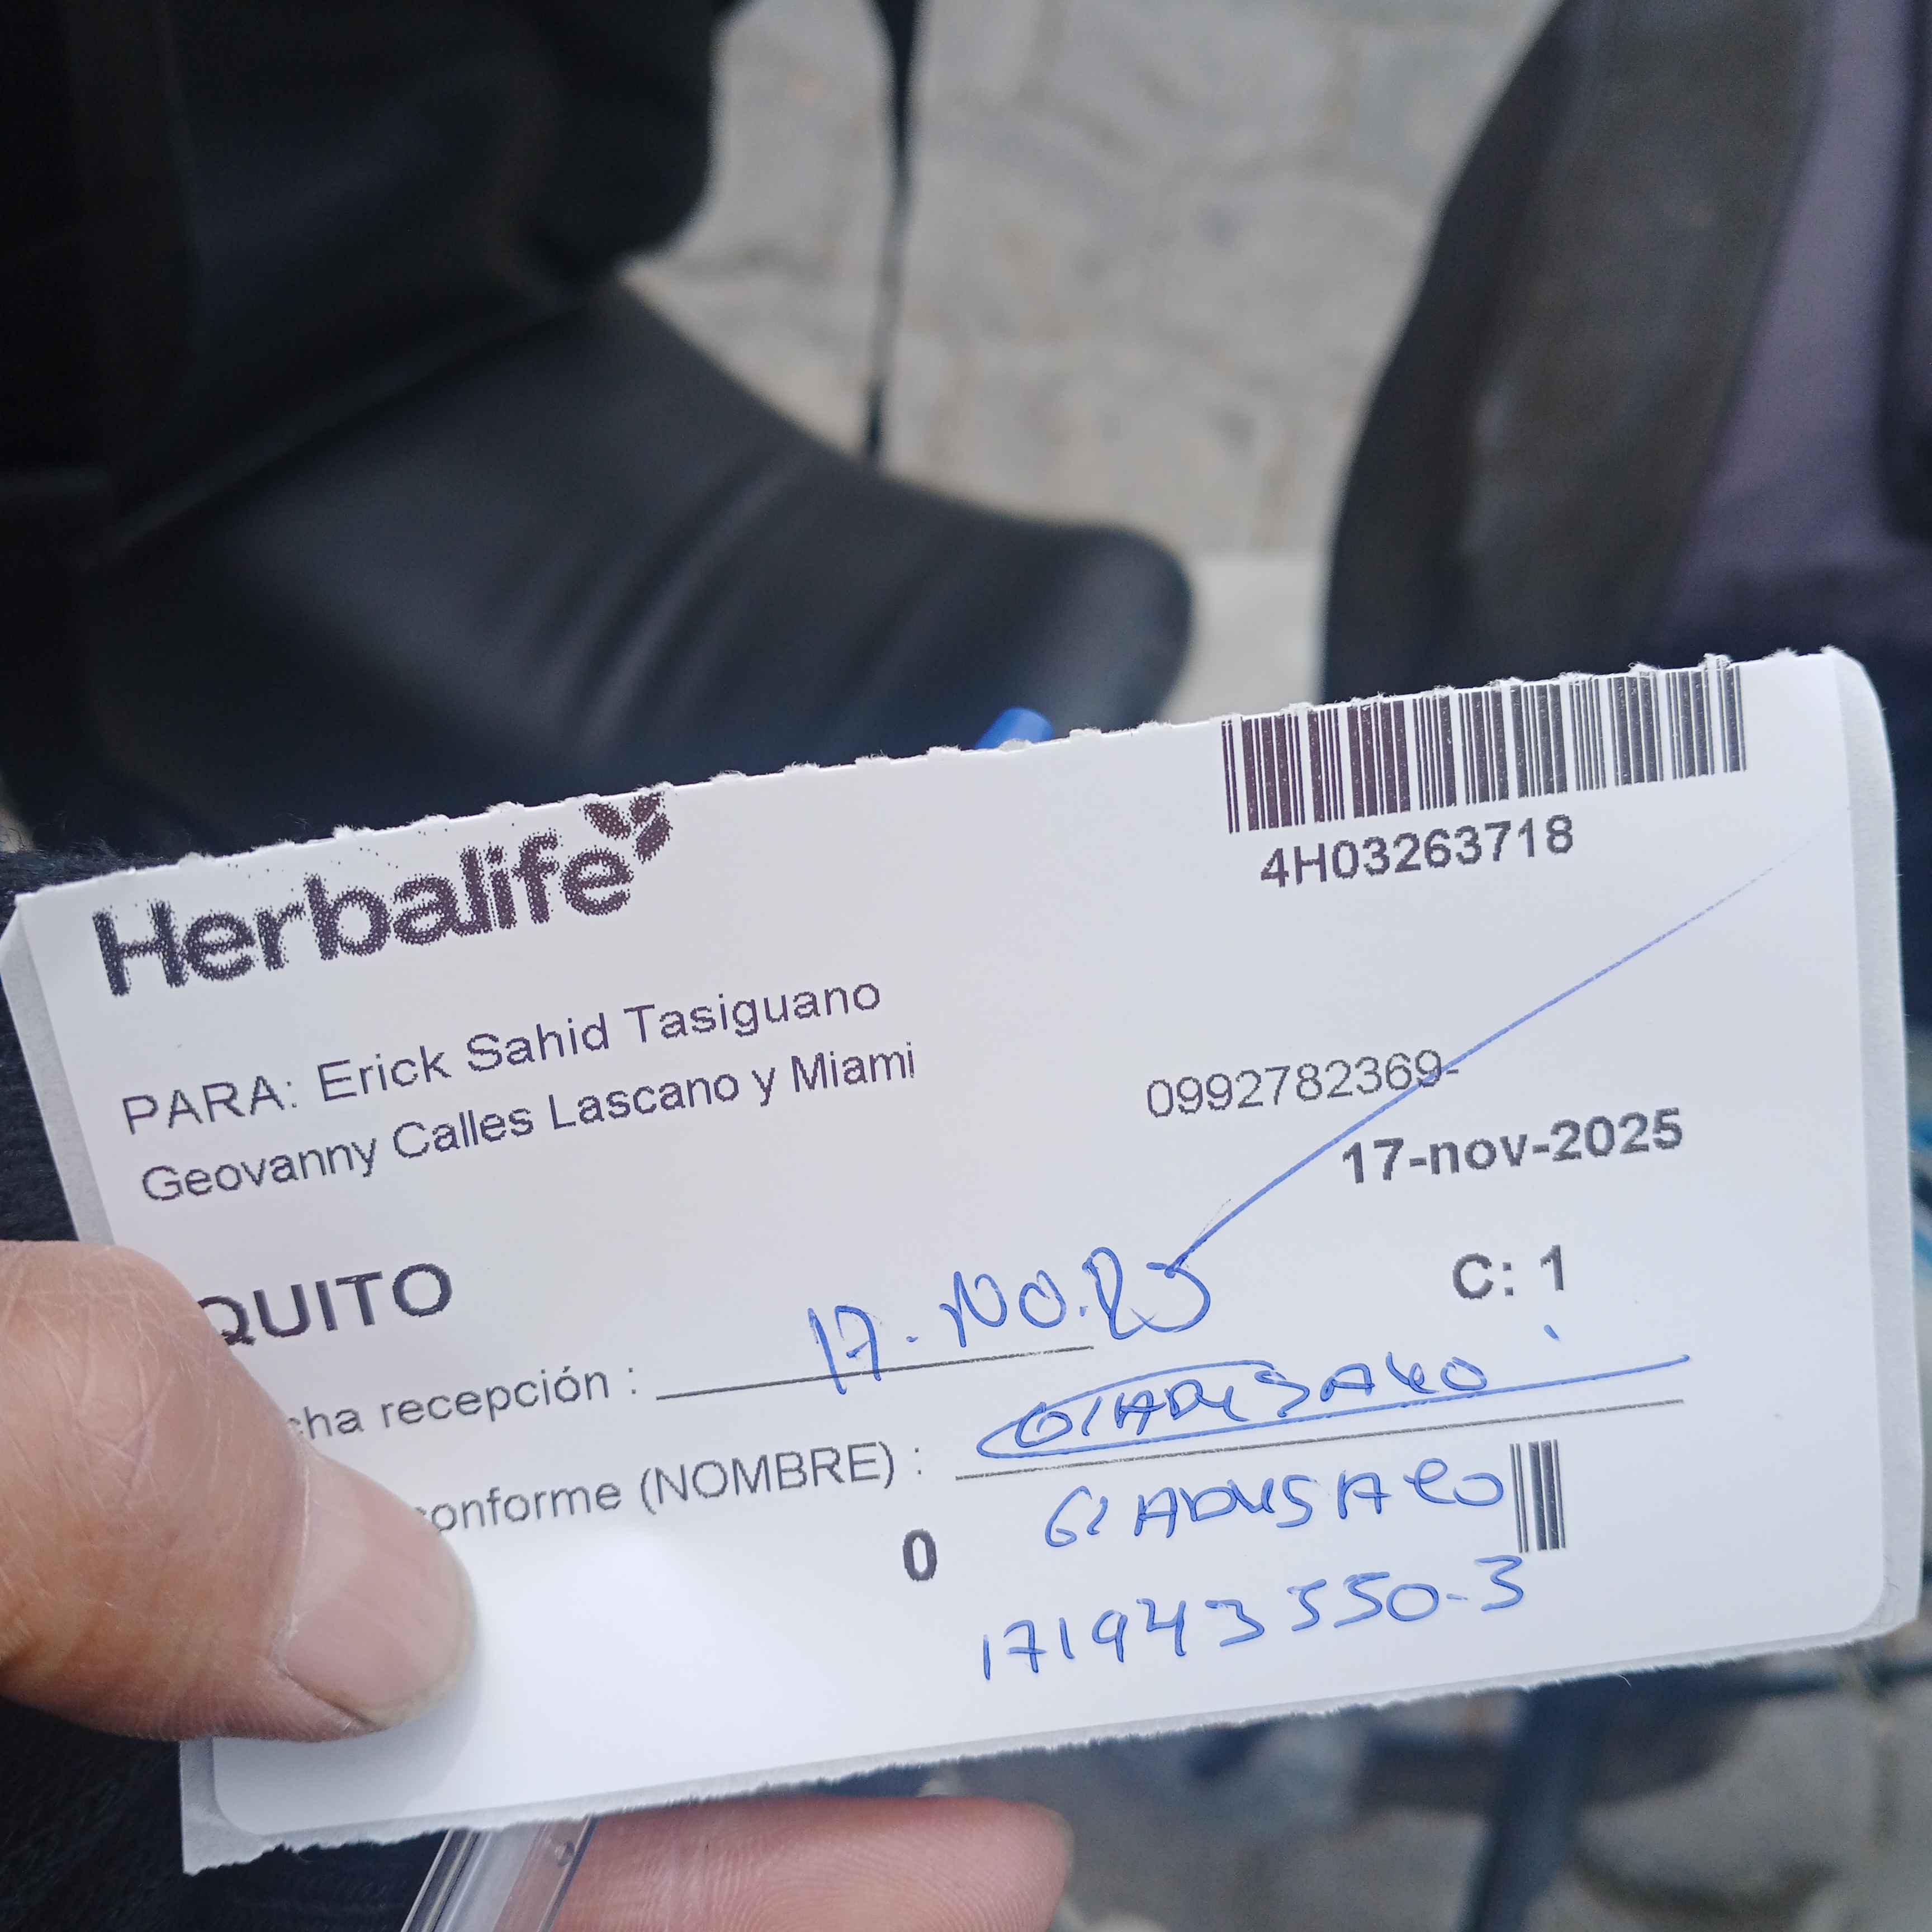 4H03263718
Herbalife
PARA: Erick Sahid Tasiguano
Geovanny Calles Lascano y Miami
0992782369-
17-nov-2025
QUITO
C: 1
cha recepción : 17.NO.25
conforme (NOMBRE) :
0
171943550-3